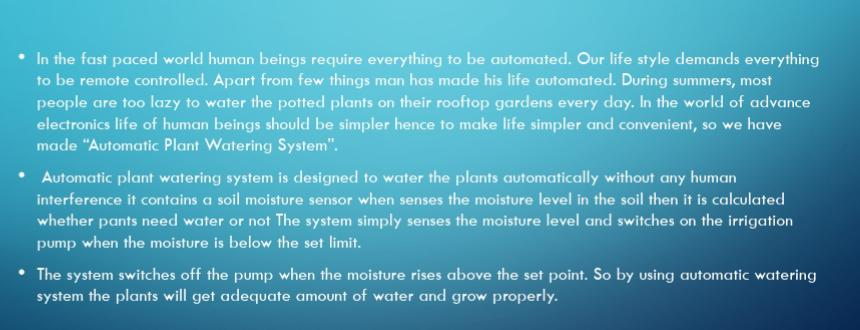 • In the fast paced world human beings require everything to be automated. Our life style demands everything
to be remote controlled. Apart from few things man has made his life automated. During summers, most
people are too lazy to water the potted plants on their rooftop gardens every day. In the world of advance
electronics life of human beings should be simpler hence to make life simpler and convenient, so we have
made “Automatic Plant Watering System”.
• Automatic plant watering system is designed to water the plants automatically without any human
interference it contains a soil moisture sensor when senses the moisture level in the soil then it is calculated
whether pants need water or not The system simply senses the moisture level and switches on the irrigation
pump when the moisture is below the set limit.
• The system switches off the pump when the moisture rises above the set point. So by using automatic watering
system the plants will get adequate amount of water and grow properly.